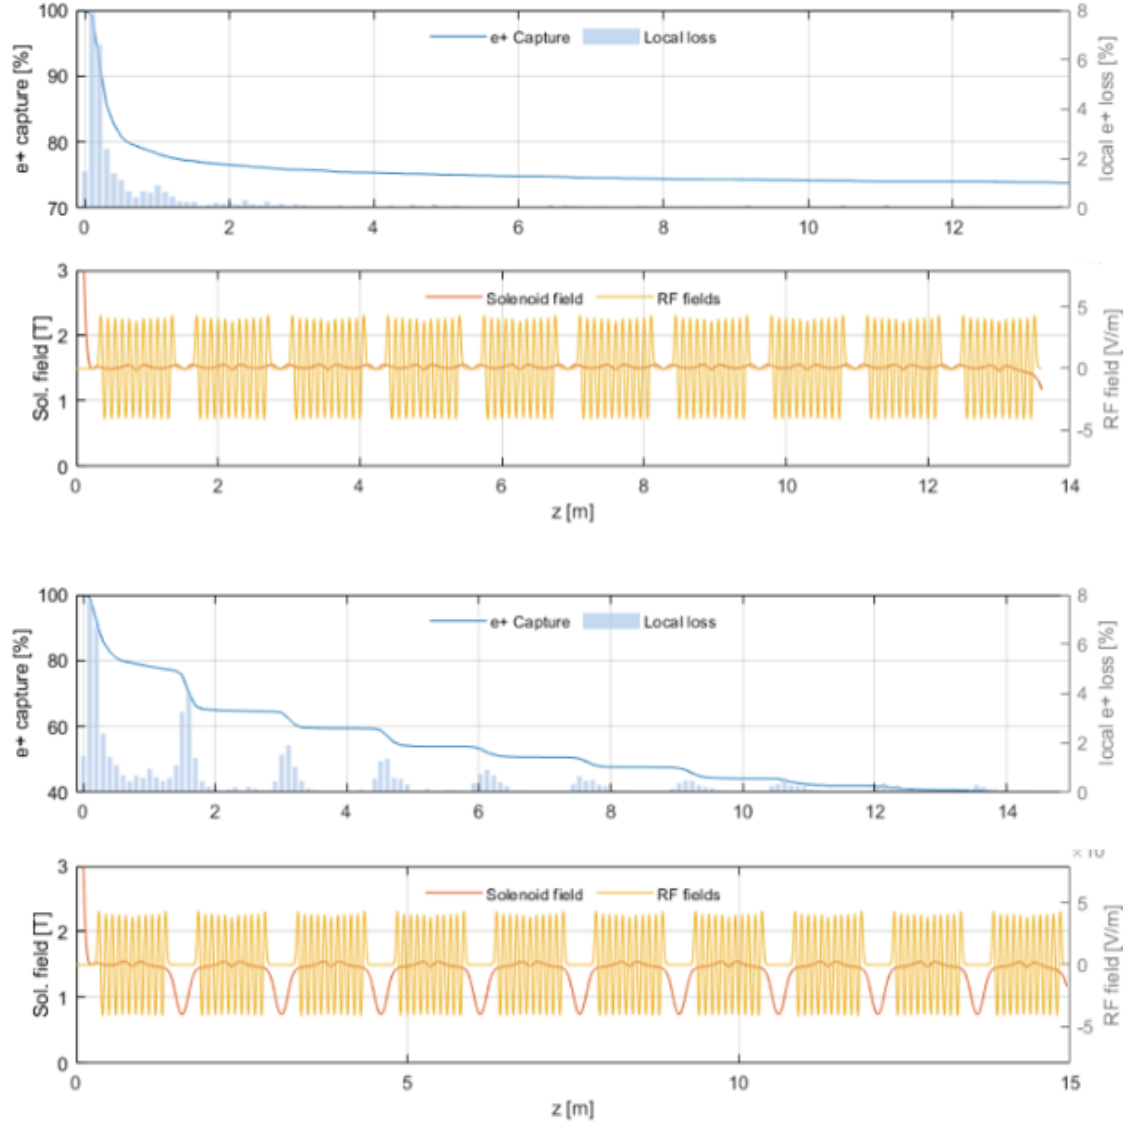 100
90
80
70
e+ capture [%]
e+ Capture
Local loss
8
6
4
2
0
local e+ loss [%]
0 2 4 6 8 10 12
3
2
1
0
Sol. field [T]
Solenoid field
RF fields
5
0
-5
RF field [V/m]
0 2 4 6 8 10 12 14
z [m]
100
80
60
40
e+ capture [%]
e+ Capture
Local loss
8
6
4
2
0
local e+ loss [%]
0 2 4 6 8 10 12 14
3
2
1
0
Sol. field [T]
Solenoid field
RF fields
× 10
5
0
-5
RF field [V/m]
0 5 10 15
z [m]